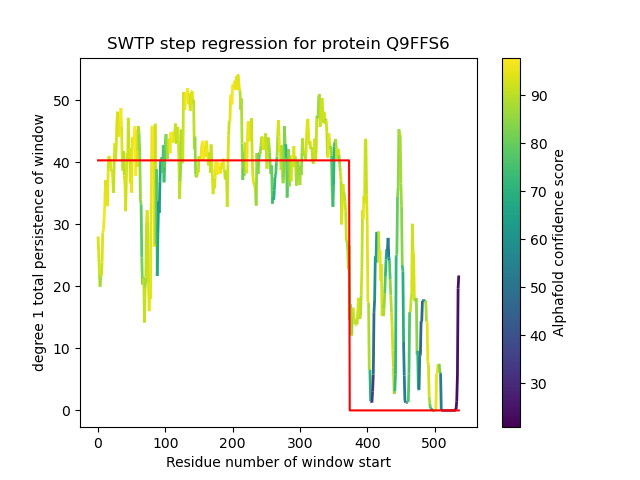 SWTP step regression for protein Q9FFS6
degree 1 total persistence of window
50
40
30
20
10
0
0 100 200 300 400 500
Residue number of window start
90
80
70
60
50
40
30
Alphafold confidence score